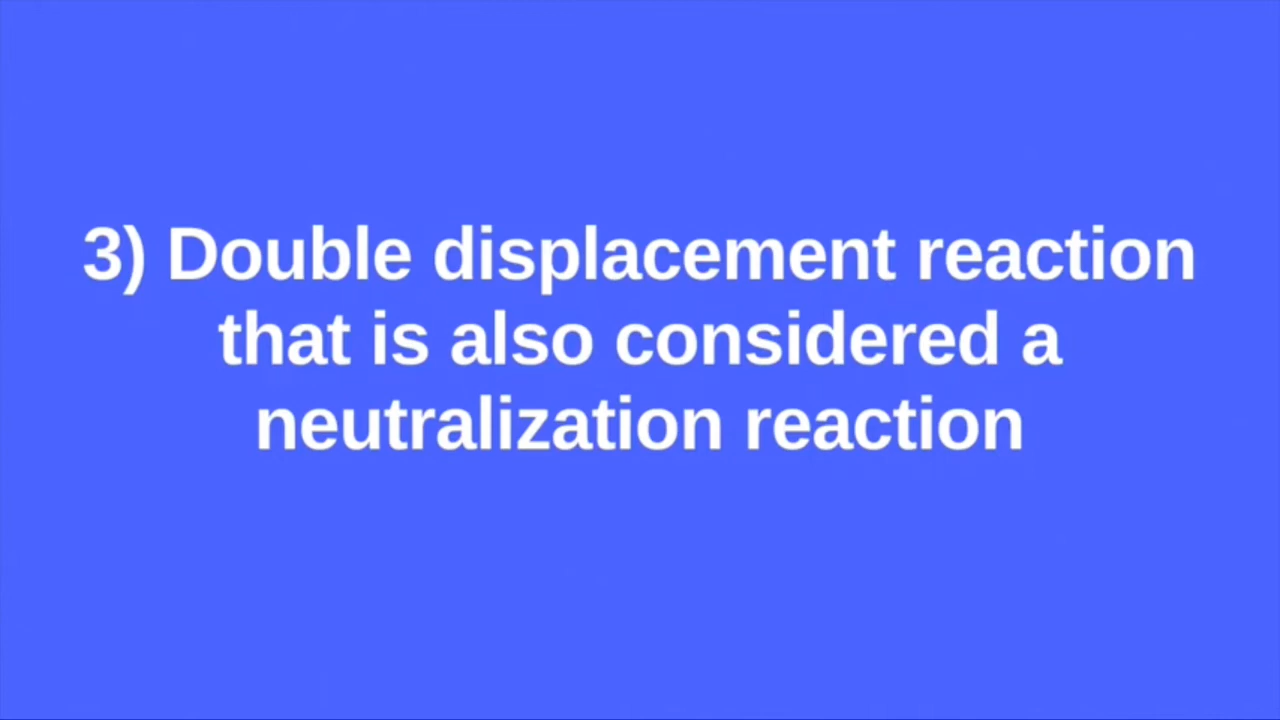 3) Double displacement reaction
that is also considered a
neutralization reaction